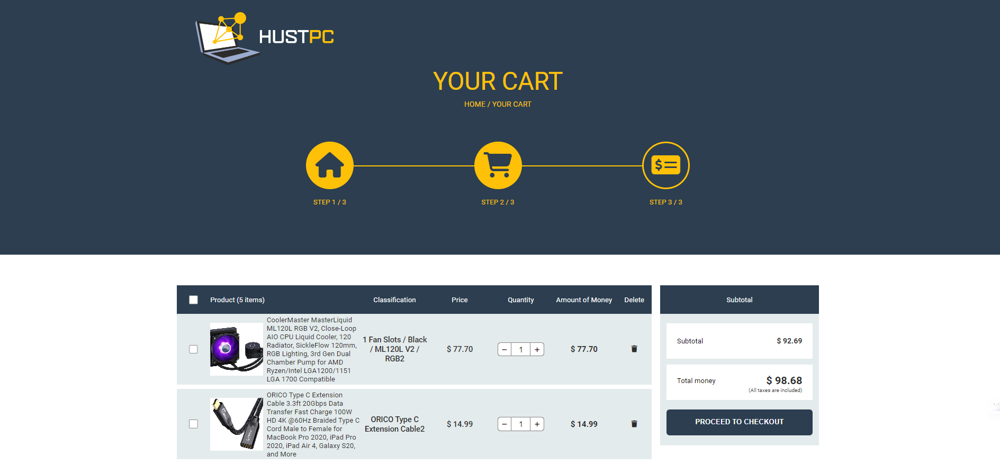 HUSTPC
YOUR CART
HOME / YOUR CART
$
STEP 1 / 3
STEP 2 / 3
STEP 3 / 3
Product (5 items)
Classification
Price
Quantity
Amount of Money
Delete
CoolerMaster MasterLiquid
ML120L RGB V2, Close-Loop
AIO CPU Liquid Cooler, 120
Radiator, SickleFlow 120mm,
RGB Lighting, 3rd Gen Dual
Chamber Pump for AMD
Ryzen/Intel LGA1200/1151
LGA 1700 Compatible
1 Fan Slots / Black
/ ML120L V2 /
RGB2
$ 77.70
− 1 +
$ 77.70
ORICO Type C Extension
Cable 3.3ft 20Gbps Data
Transfer Fast Charge 100W
HD 4K @60Hz Braided Type C
Cord Male to Female for
MacBook Pro 2020, iPad Pro
2020, iPad Air 4, Galaxy S20,
and More
ORICO Type C
Extension Cable2
$ 14.99
− 1 +
$ 14.99
Subtotal
Subtotal
$ 92.69
Total money
$ 98.68
(All taxes are included)
PROCEED TO CHECKOUT